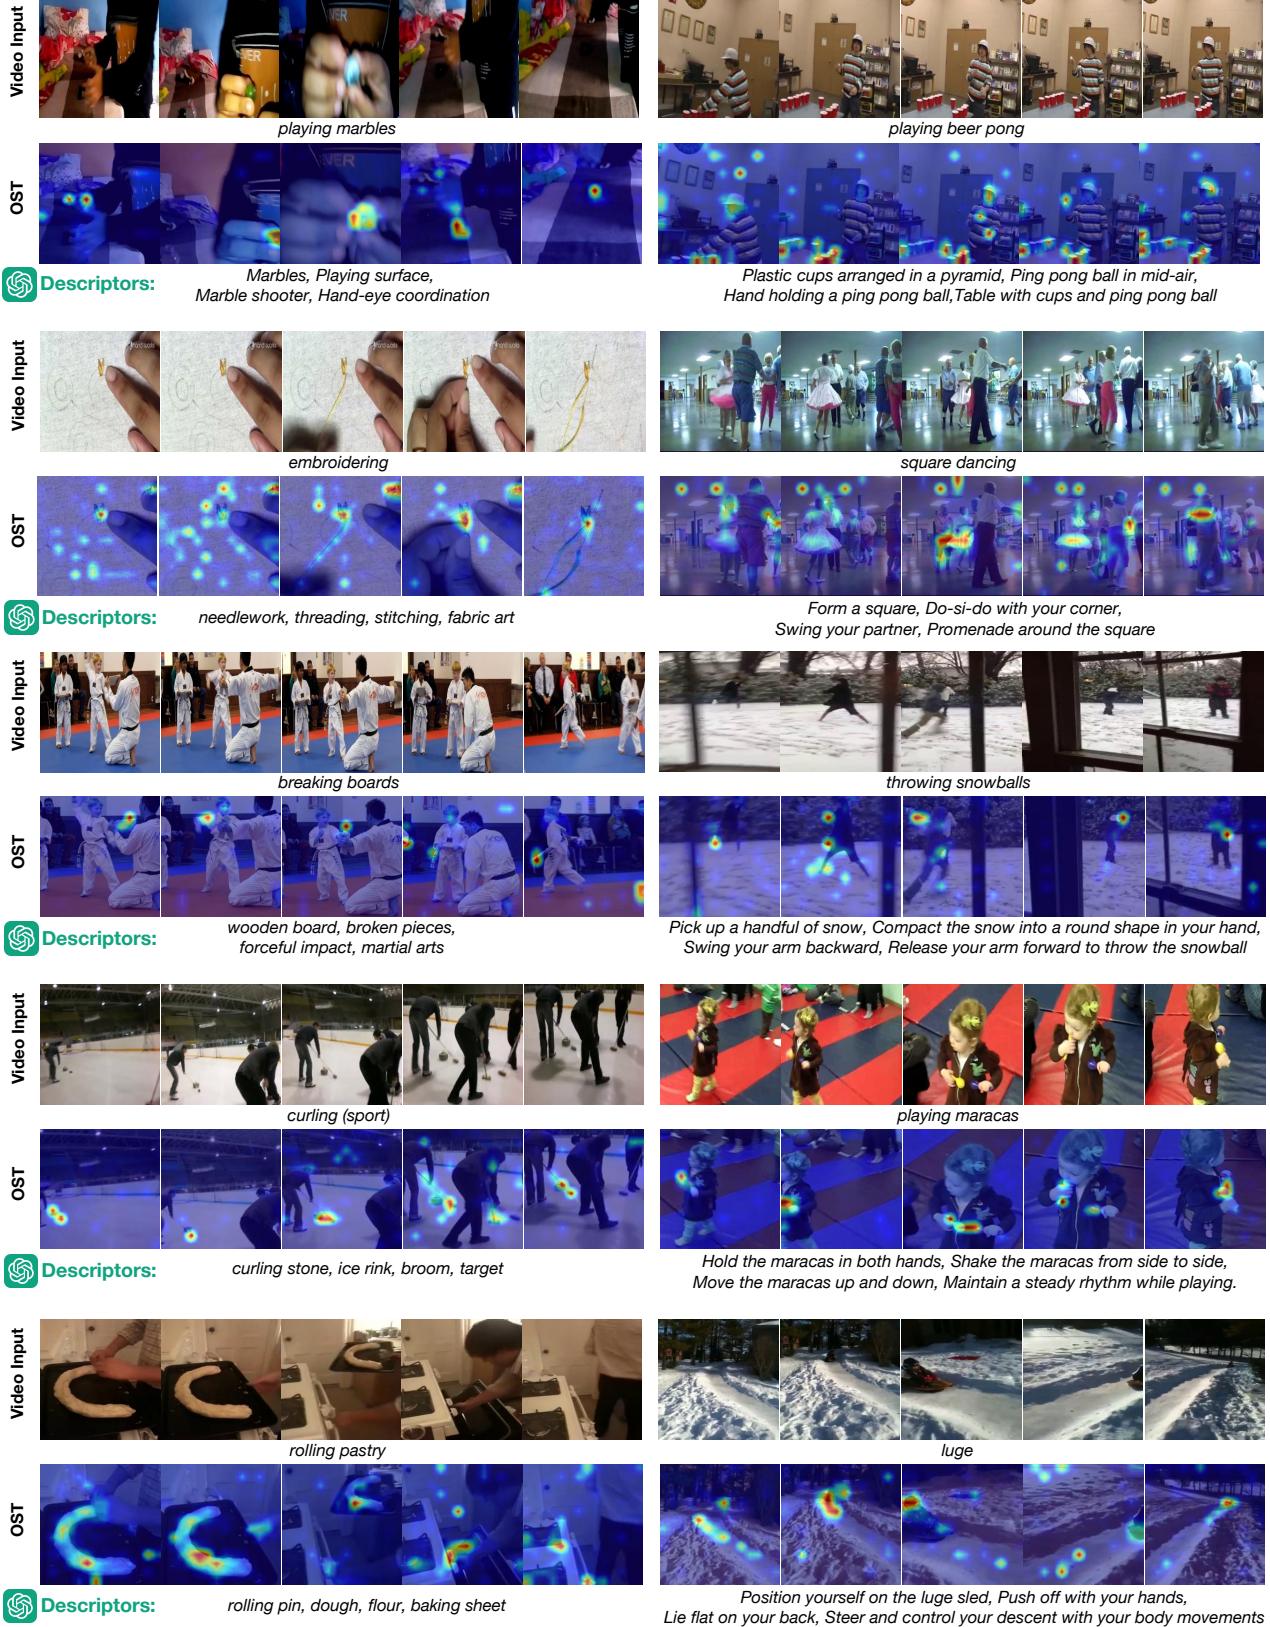 Video Input
playing marbles
OST
Descriptors:
Marbles, Playing surface,
Marble shooter, Hand-eye coordination
playing beer pong
Plastic cups arranged in a pyramid, Ping pong ball in mid-air,
Hand holding a ping pong ball,Table with cups and ping pong ball
Video Input
embroidering
OST
Descriptors:
needlework, threading, stitching, fabric art
square dancing
Form a square, Do-si-do with your corner,
Swing your partner, Promenade around the square
Video Input
breaking boards
OST
Descriptors:
wooden board, broken pieces,
forceful impact, martial arts
throwing snowballs
Pick up a handful of snow, Compact the snow into a round shape in your hand,
Swing your arm backward, Release your arm forward to throw the snowball
Video Input
curling (sport)
OST
Descriptors:
curling stone, ice rink, broom, target
playing maracas
Hold the maracas in both hands, Shake the maracas from side to side,
Move the maracas up and down, Maintain a steady rhythm while playing.
Video Input
rolling pastry
OST
Descriptors:
rolling pin, dough, flour, baking sheet
luge
Position yourself on the luge sled, Push off with your hands,
Lie flat on your back, Steer and control your descent with your body movements